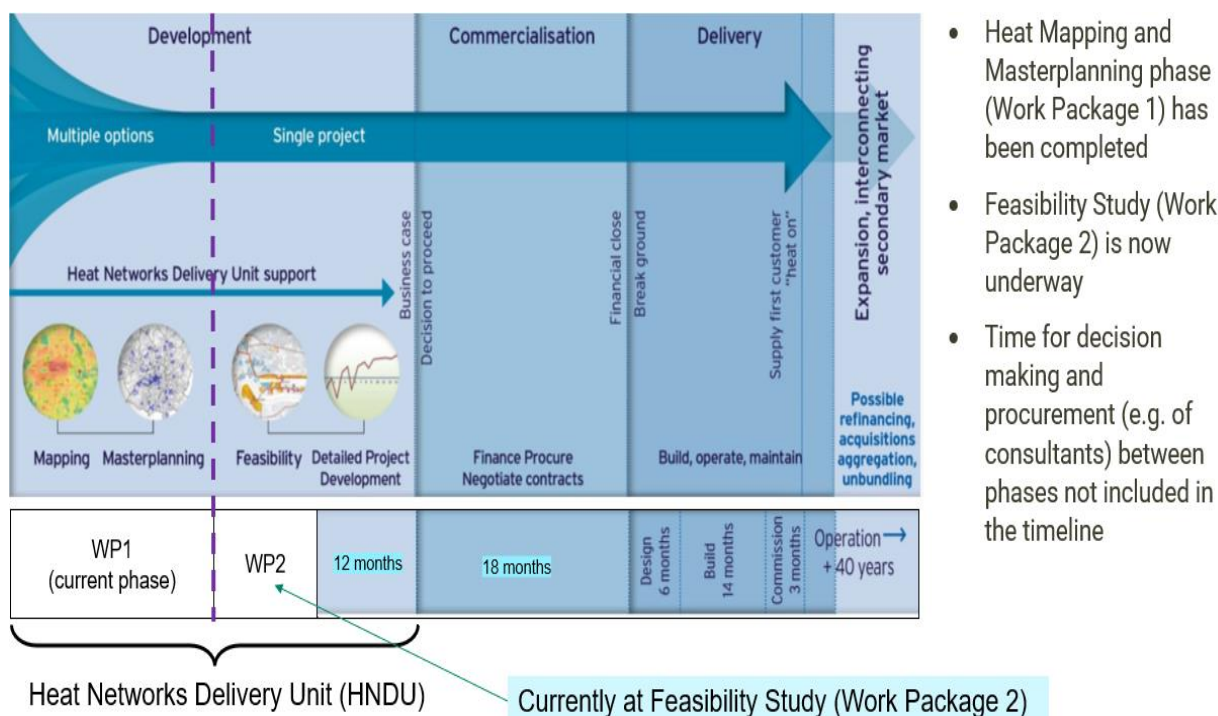 Development
Commercialisation
Delivery
Multiple options
Single project
Heat Networks Delivery Unit support
Business case
Decision to proceed
Financial close
Break ground
Supply first customer
"heat on"
Expansion, interconnecting
secondary market
Mapping
Masterplanning
Feasibility
Detailed Project
Development
Finance Procure
Negotiate contracts
Build, operate, maintain
Possible
refinancing,
acquisitions
aggregation,
unbundling
WP1
(current phase)
WP2
12 months
18 months
Design
6 months
Build
14 months
Commission
3 months
Operation
+ 40 years
Heat Networks Delivery Unit (HNDU)
Currently at Feasibility Study (Work Package 2)
• Heat Mapping and
Masterplanning phase
(Work Package 1) has
been completed
• Feasibility Study (Work
Package 2) is now
underway
• Time for decision
making and
procurement (e.g. of
consultants) between
phases not included in
the timeline